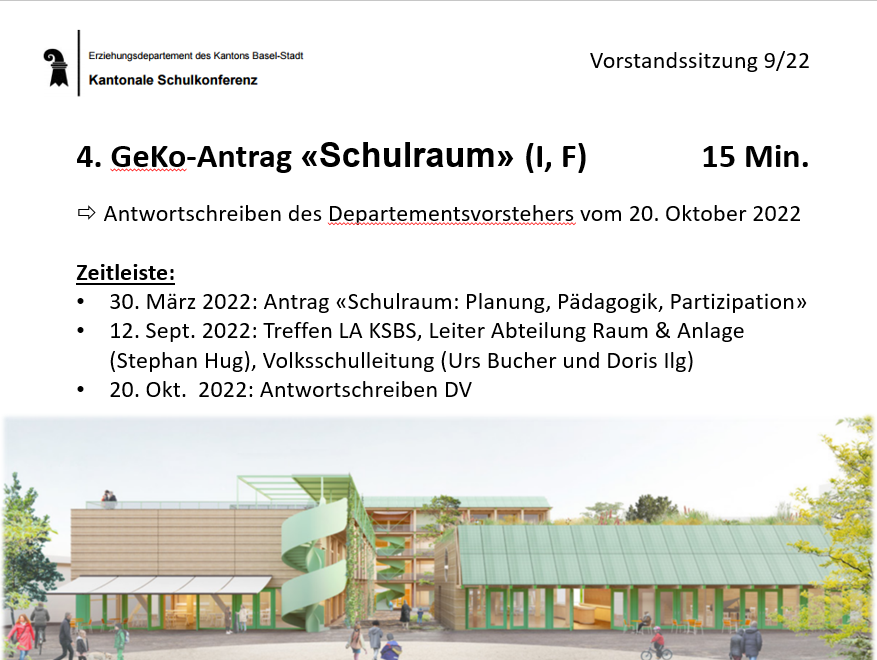 Erziehungsdepartement des Kantons Basel-Stadt
Kantonale Schulkonferenz
Vorstandssitzung 9/22
4. GeKo-Antrag «Schulraum» (I, F) 15 Min.
⇨ Antwortschreiben des Departementsvorstehers vom 20. Oktober 2022
Zeitleiste:
• 30. März 2022: Antrag «Schulraum: Planung, Pädagogik, Partizipation»
• 12. Sept. 2022: Treffen LA KSBS, Leiter Abteilung Raum & Anlage
(Stephan Hug), Volksschulleitung (Urs Bucher und Doris Ilg)
• 20. Okt.  2022: Antwortschreiben DV